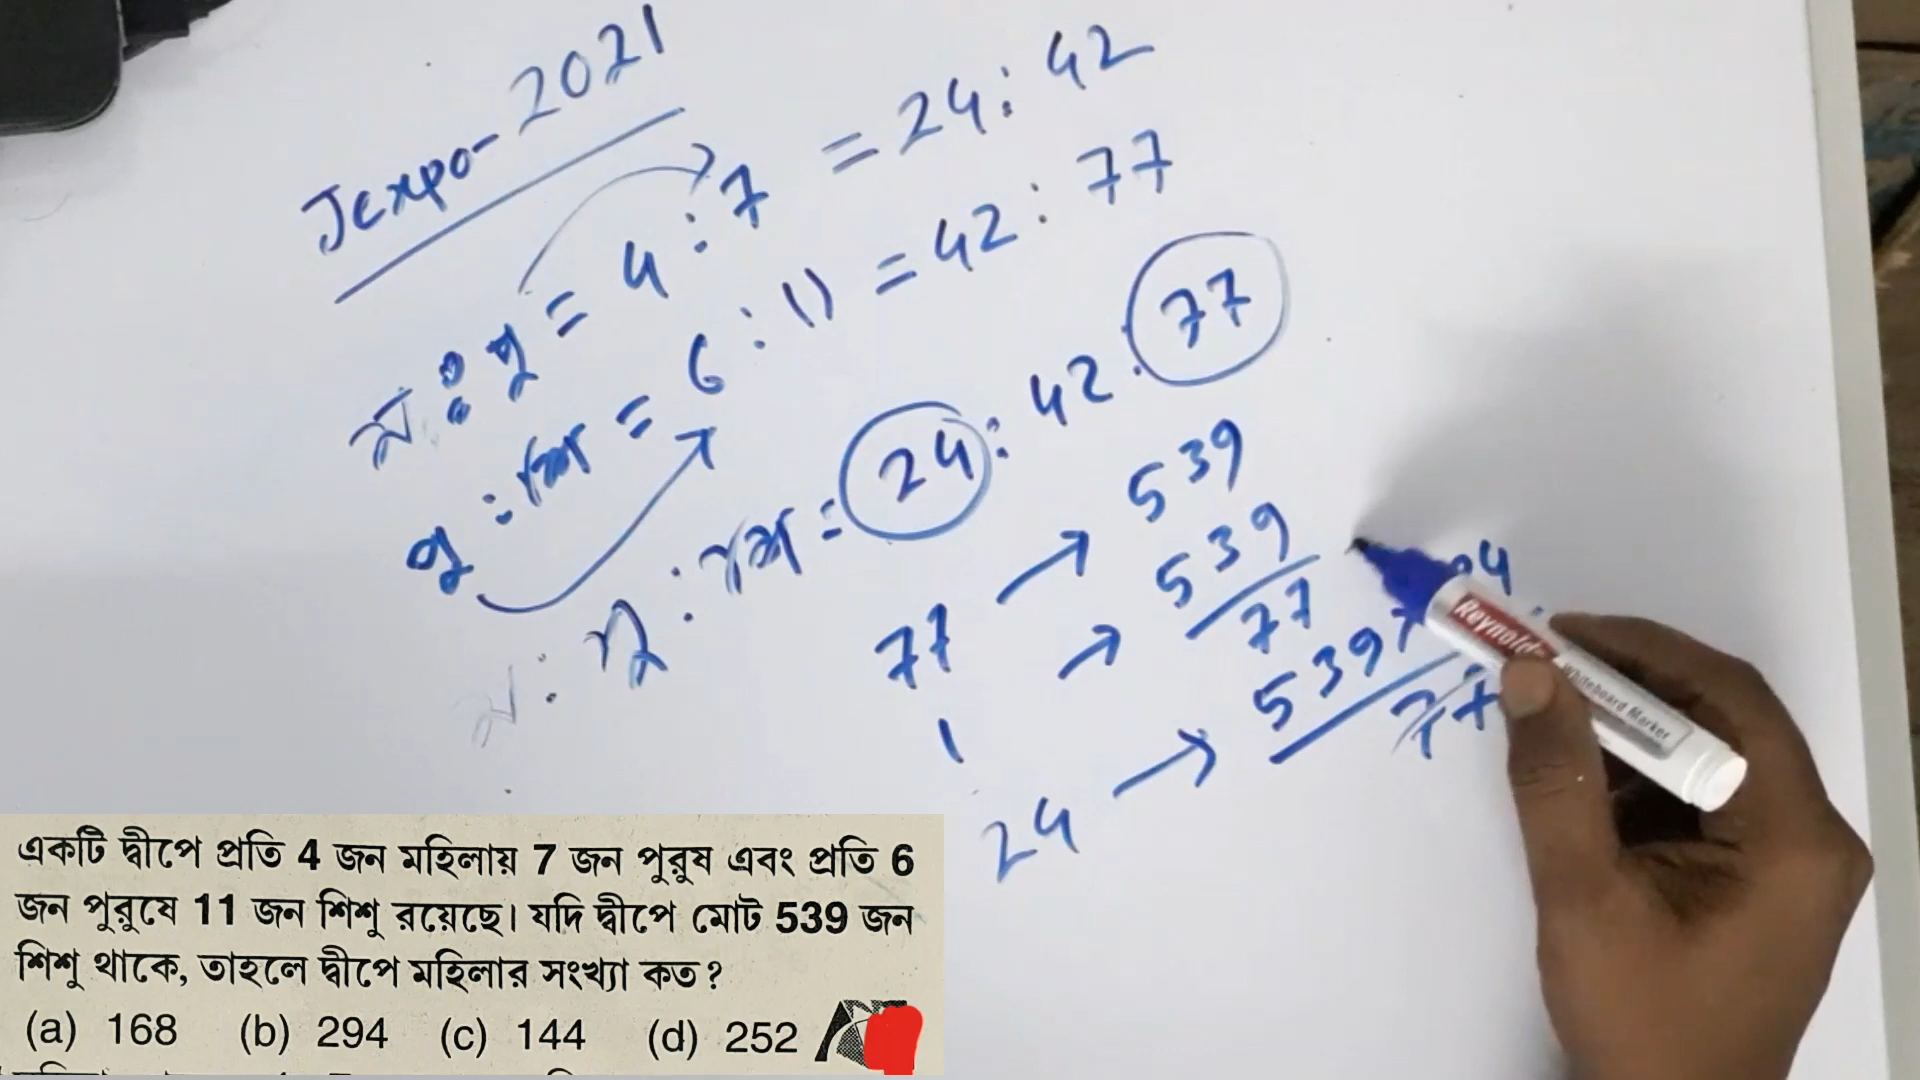 Jexpo-2021
ম : পু = 4 : 7 = 24 : 42
পু : শি = 6 : 11 = 42 : 77
ম : পু : শি = 24 : 42 : 77
77 → 539
1 → 539
77
24 → 539 × 24
77
Reynolds
Whiteboard Marker
একটি দ্বীপে প্রতি 4 জন মহিলায় 7 জন পুরুষ এবং প্রতি 6
জন পুরুষে 11 জন শিশু রয়েছে। যদি দ্বীপে মোট 539 জন
শিশু থাকে, তাহলে দ্বীপে মহিলার সংখ্যা কত?
(a) 168 (b) 294 (c) 144 (d) 252